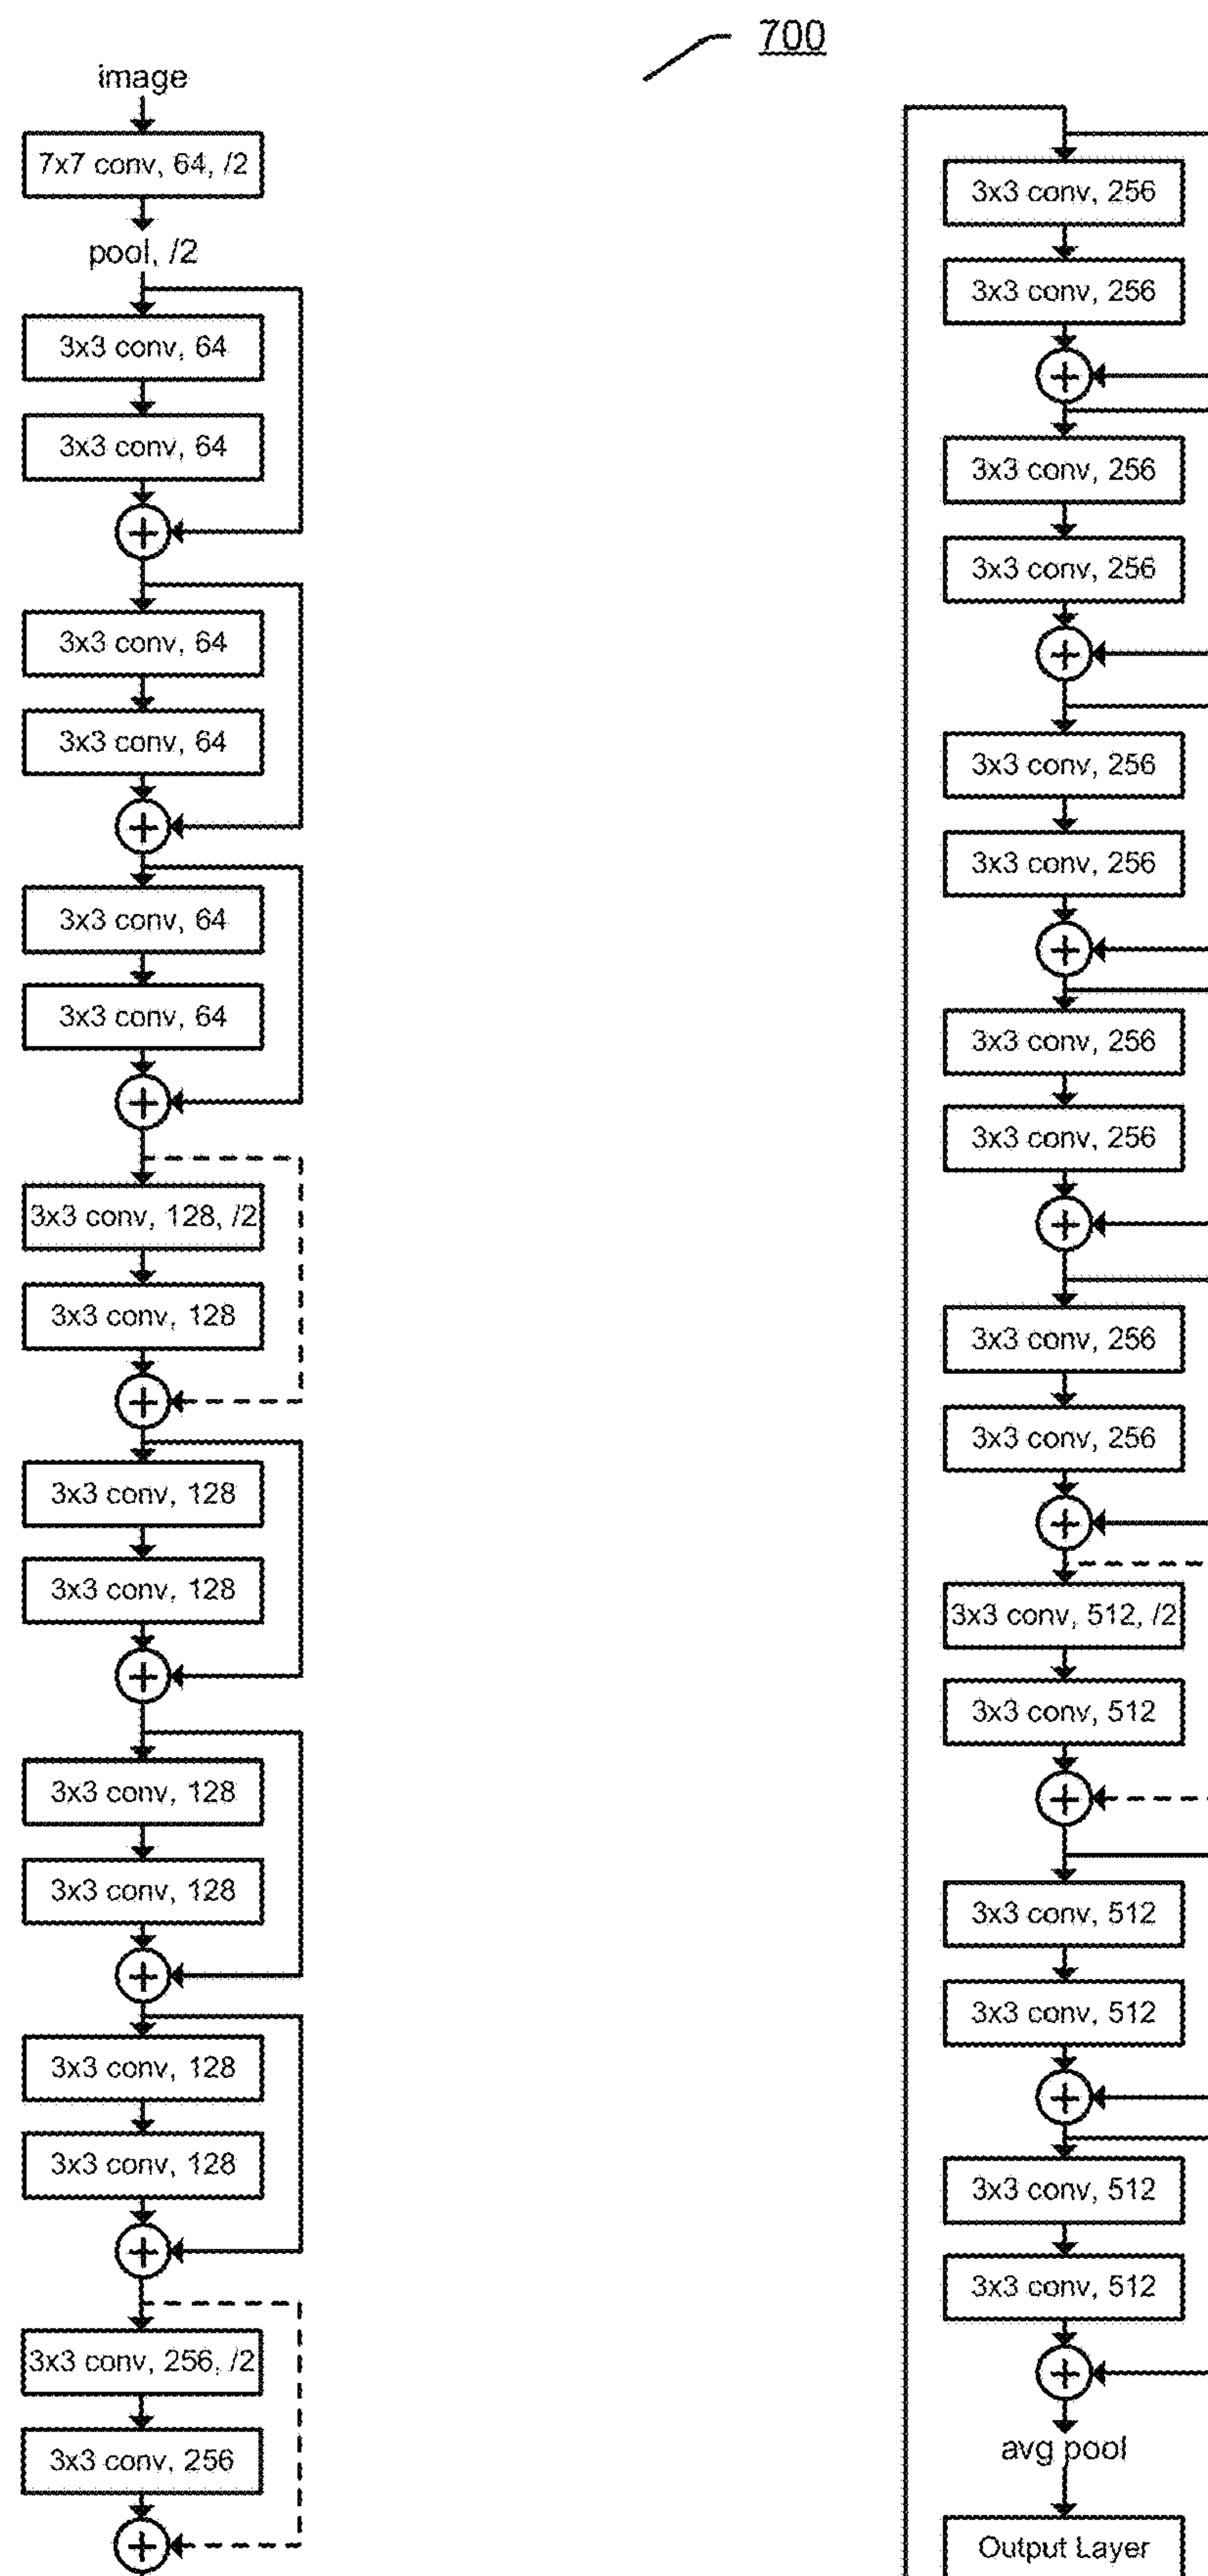 700
image
7x7 conv, 64, /2
pool, /2
3x3 conv, 64
3x3 conv, 64
+
3x3 conv, 64
3x3 conv, 64
+
3x3 conv, 64
3x3 conv, 64
+
3x3 conv, 128, /2
3x3 conv, 128
+
3x3 conv, 128
3x3 conv, 128
+
3x3 conv, 128
3x3 conv, 128
+
3x3 conv, 128
3x3 conv, 128
+
3x3 conv, 256, /2
3x3 conv, 256
+
3x3 conv, 256
3x3 conv, 256
+
3x3 conv, 256
3x3 conv, 256
+
3x3 conv, 256
3x3 conv, 256
+
3x3 conv, 256
3x3 conv, 256
+
3x3 conv, 256
3x3 conv, 256
+
3x3 conv, 512, /2
3x3 conv, 512
+
3x3 conv, 512
3x3 conv, 512
+
3x3 conv, 512
3x3 conv, 512
+
avg pool
Output Layer